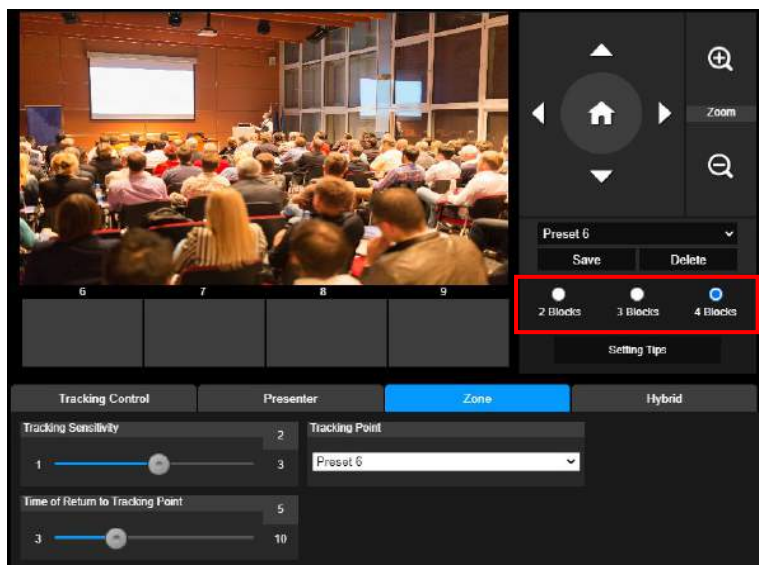 Zoom
Preset 6
Save Delete
6 7 8 9
2 Blocks 3 Blocks 4 Blocks
Setting Tips
Tracking Control Presenter Zone Hybrid
Tracking Sensitivity 2 Tracking Point
1 3 Preset 6
Time of Return to Tracking Point 5
3 10